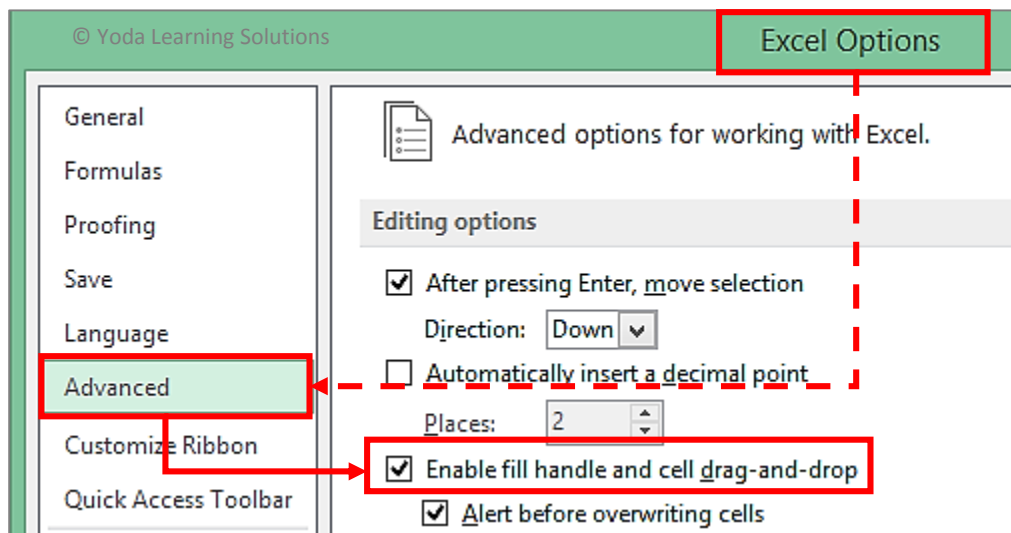 © Yoda Learning Solutions
Excel Options
General
Formulas
Proofing
Save
Language
Advanced
Customize Ribbon
Quick Access Toolbar
Advanced options for working with Excel.
Editing options
After pressing Enter, move selection
Direction: Down
Automatically insert a decimal point
Places: 2
Enable fill handle and cell drag-and-drop
Alert before overwriting cells